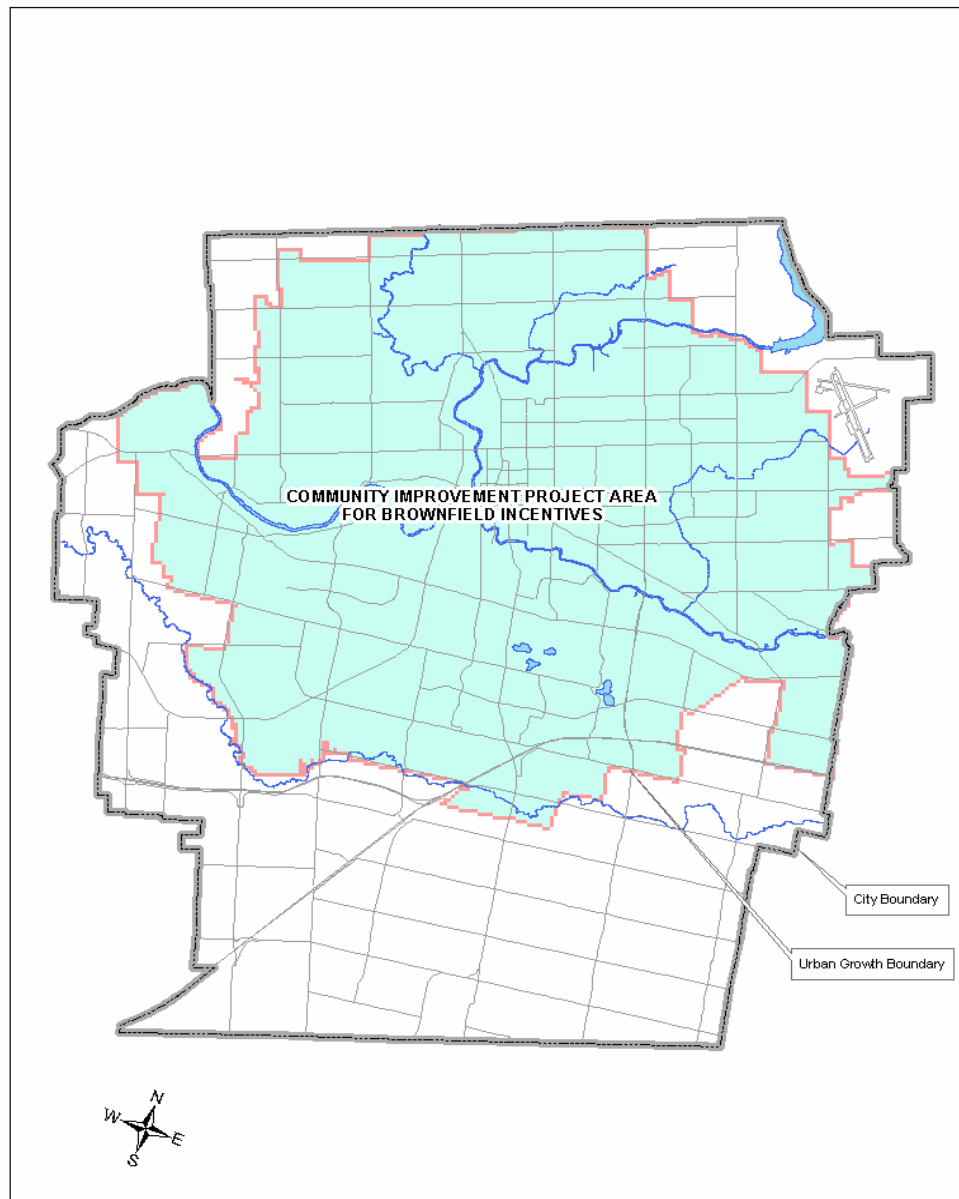 COMMUNITY IMPROVEMENT PROJECT AREA
FOR BROWNFIELD INCENTIVES
City Boundary
Urban Growth Boundary
N
W
E
S